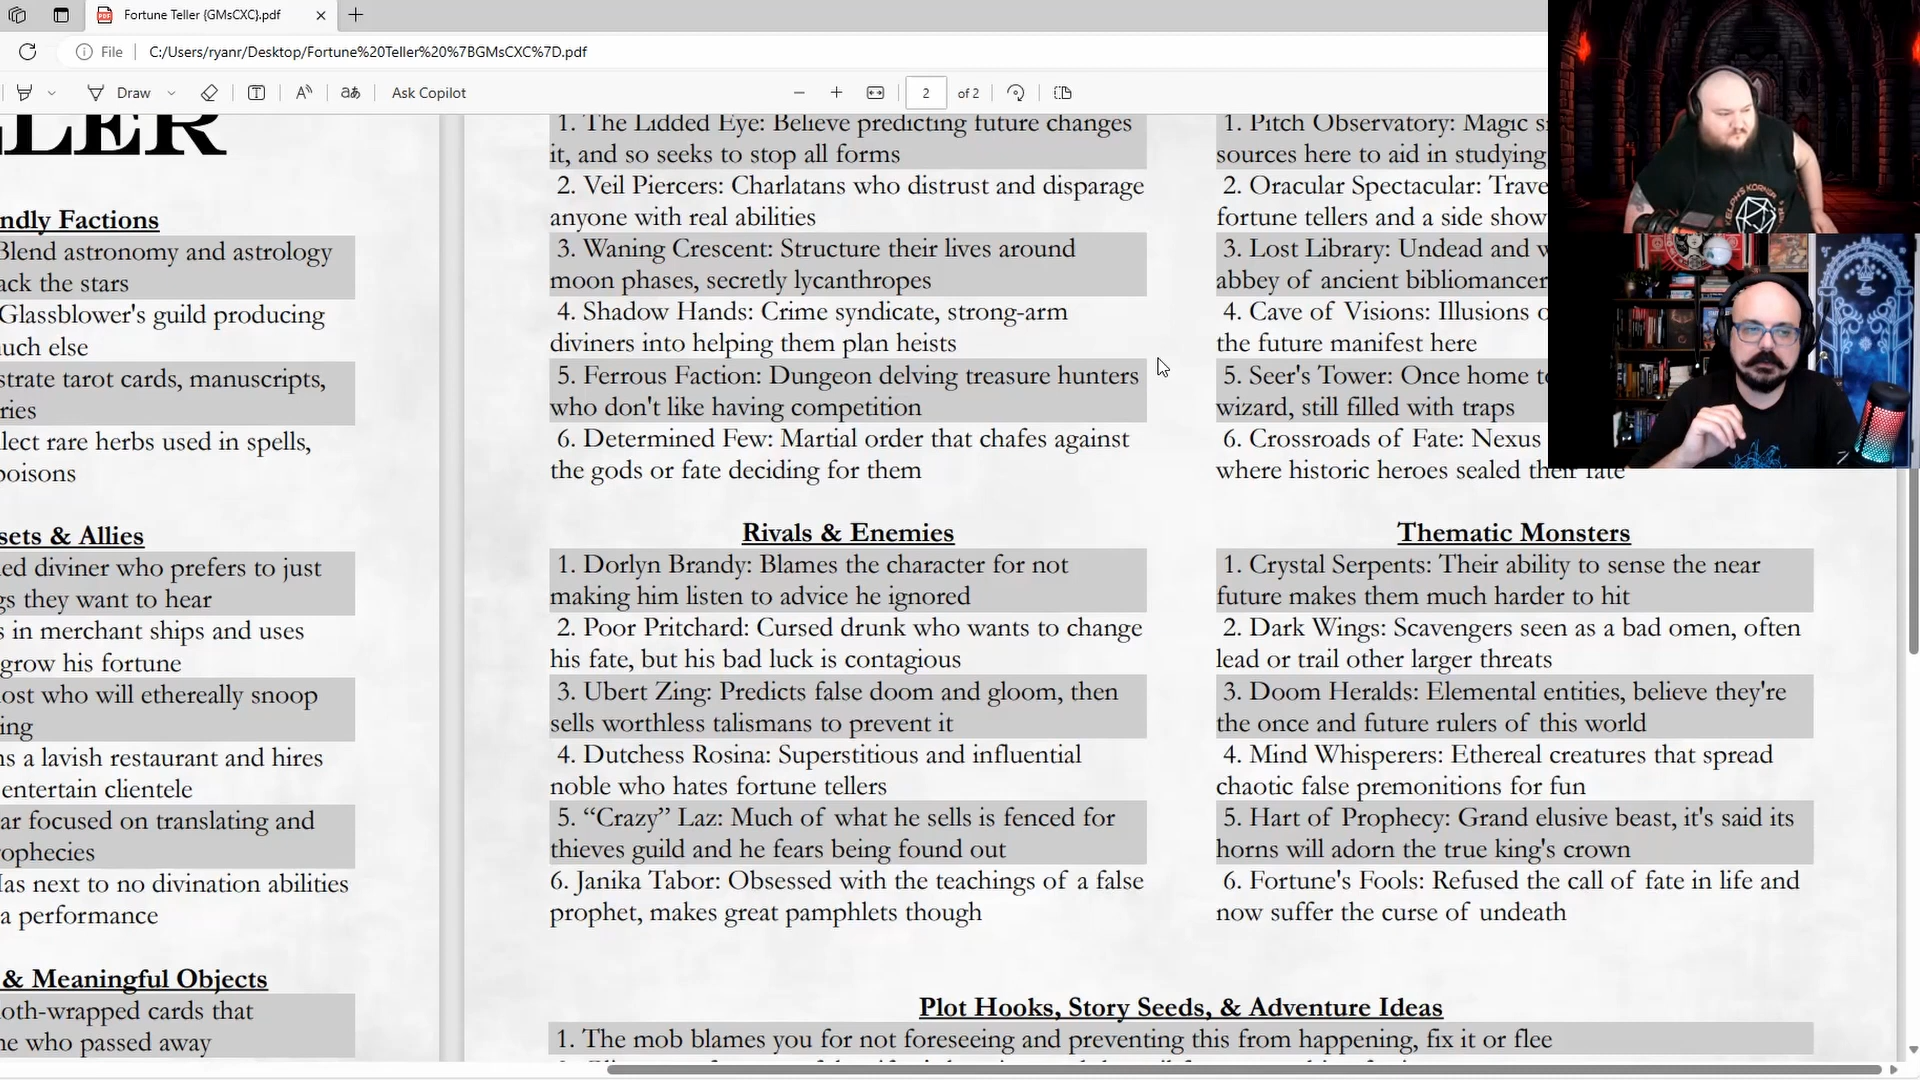 Fortune Teller {GMsCXC}.pdf
File
C:/Users/ryanr/Desktop/Fortune%20Teller%20%7BGMsCXC%7D.pdf
Draw
Ask Copilot
2 of 2
LER
ndly Factions
Blend astronomy and astrology
ack the stars
Glassblower's guild producing
uch else
strate tarot cards, manuscripts,
ries
llect rare herbs used in spells,
poisons
sets & Allies
ed diviner who prefers to just
gs they want to hear
s in merchant ships and uses
grow his fortune
ost who will ethereally snoop
ing
ns a lavish restaurant and hires
entertain clientele
ar focused on translating and
rophecies
Has next to no divination abilities
a performance
& Meaningful Objects
oth-wrapped cards that
ne who passed away
1. The Lidded Eye: Believe predicting future changes
it, and so seeks to stop all forms
2. Veil Piercers: Charlatans who distrust and disparage
anyone with real abilities
3. Waning Crescent: Structure their lives around
moon phases, secretly lycanthropes
4. Shadow Hands: Crime syndicate, strong-arm
diviners into helping them plan heists
5. Ferrous Faction: Dungeon delving treasure hunters
who don't like having competition
6. Determined Few: Martial order that chafes against
the gods or fate deciding for them
Rivals & Enemies
1. Dorlyn Brandy: Blames the character for not
making him listen to advice he ignored
2. Poor Pritchard: Cursed drunk who wants to change
his fate, but his bad luck is contagious
3. Ubert Zing: Predicts false doom and gloom, then
sells worthless talismans to prevent it
4. Dutchess Rosina: Superstitious and influential
noble who hates fortune tellers
5. “Crazy” Laz: Much of what he sells is fenced for
thieves guild and he fears being found out
6. Janika Tabor: Obsessed with the teachings of a false
prophet, makes great pamphlets though
1. Pitch Observatory: Magic
sources here to aid in studying
2. Oracular Spectacular: Trave
fortune tellers and a side show
3. Lost Library: Undead and w
abbey of ancient bibliomancer
4. Cave of Visions: Illusions o
the future manifest here
5. Seer's Tower: Once home to
wizard, still filled with traps
6. Crossroads of Fate: Nexus
where historic heroes sealed their fate
Thematic Monsters
1. Crystal Serpents: Their ability to sense the near
future makes them much harder to hit
2. Dark Wings: Scavengers seen as a bad omen, often
lead or trail other larger threats
3. Doom Heralds: Elemental entities, believe they're
the once and future rulers of this world
4. Mind Whisperers: Ethereal creatures that spread
chaotic false premonitions for fun
5. Hart of Prophecy: Grand elusive beast, it's said its
horns will adorn the true king's crown
6. Fortune's Fools: Refused the call of fate in life and
now suffer the curse of undeath
Plot Hooks, Story Seeds, & Adventure Ideas
1. The mob blames you for not foreseeing and preventing this from happening, fix it or flee